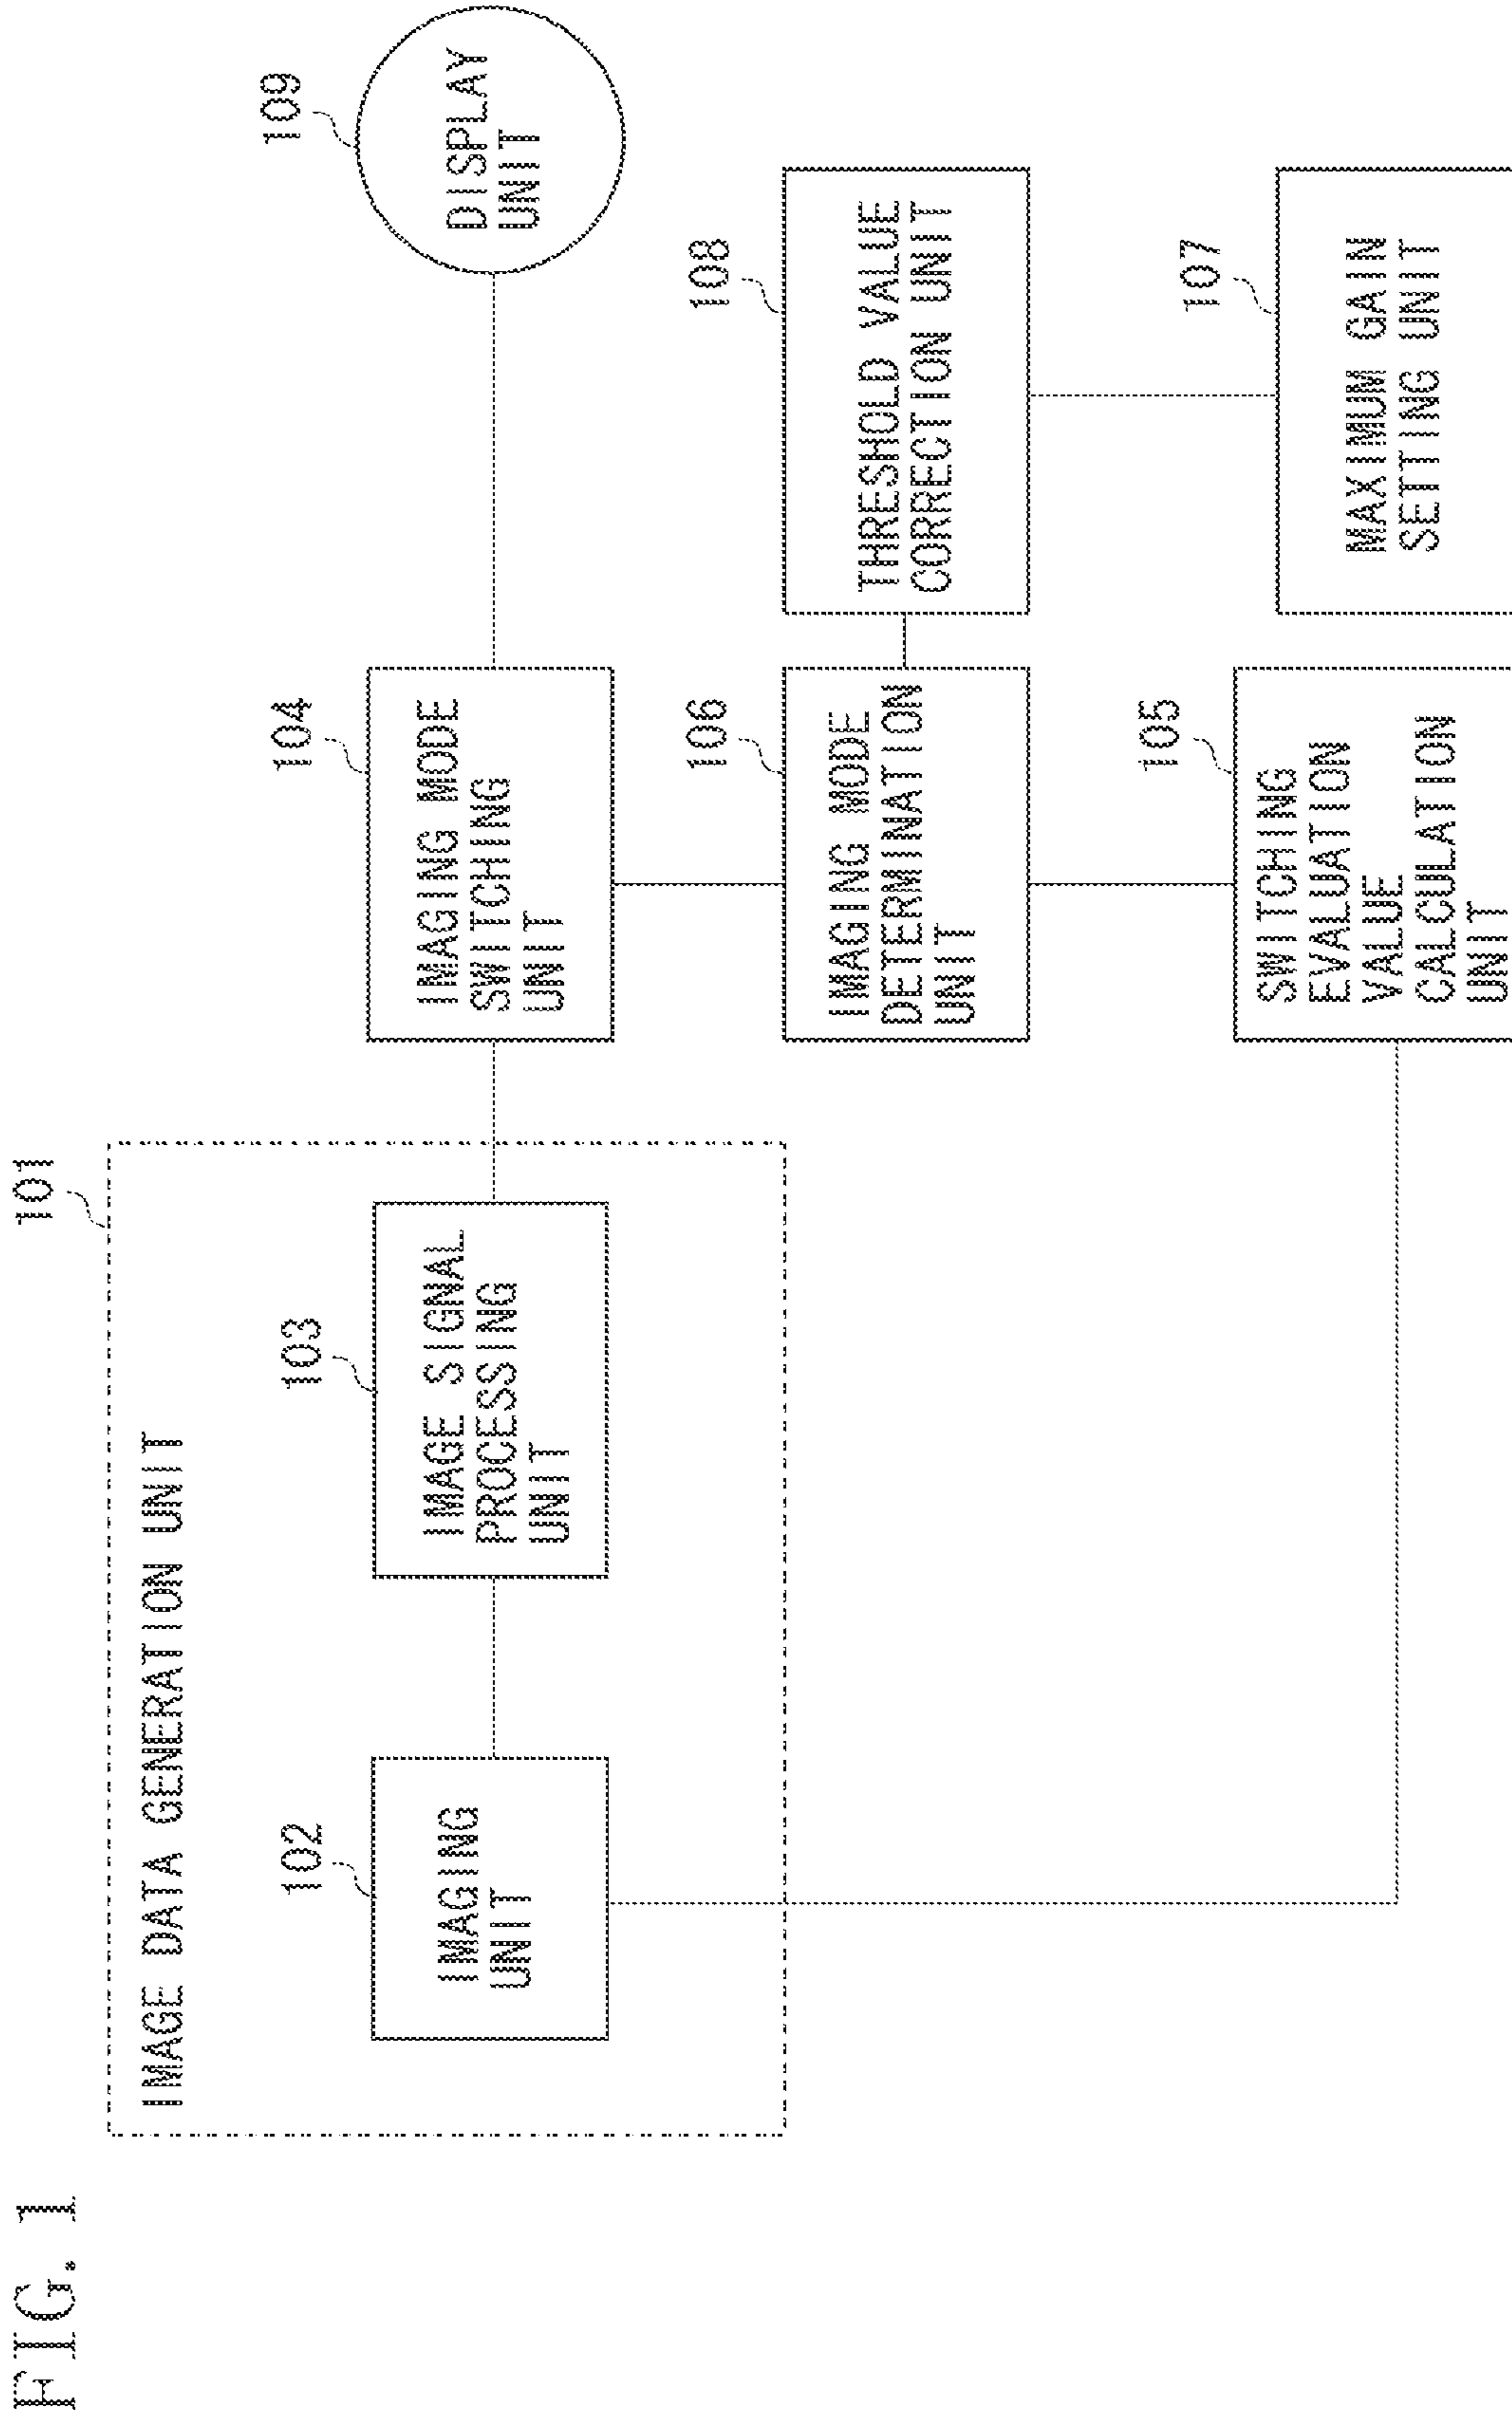 FIG. 1
101
IMAGE DATA GENERATION UNIT
102
IMAGING
UNIT
103
IMAGE SIGNAL
PROCESSING
UNIT
104
IMAGING MODE
SWITCHING
UNIT
109
DISPLAY
UNIT
106
IMAGING MODE
DETERMINATION
UNIT
108
THRESHOLD VALUE
CORRECTION UNIT
105
SWITCHING
EVALUATION
VALUE
CALCULATION
UNIT
107
MAXIMUM GAIN
SETTING UNIT